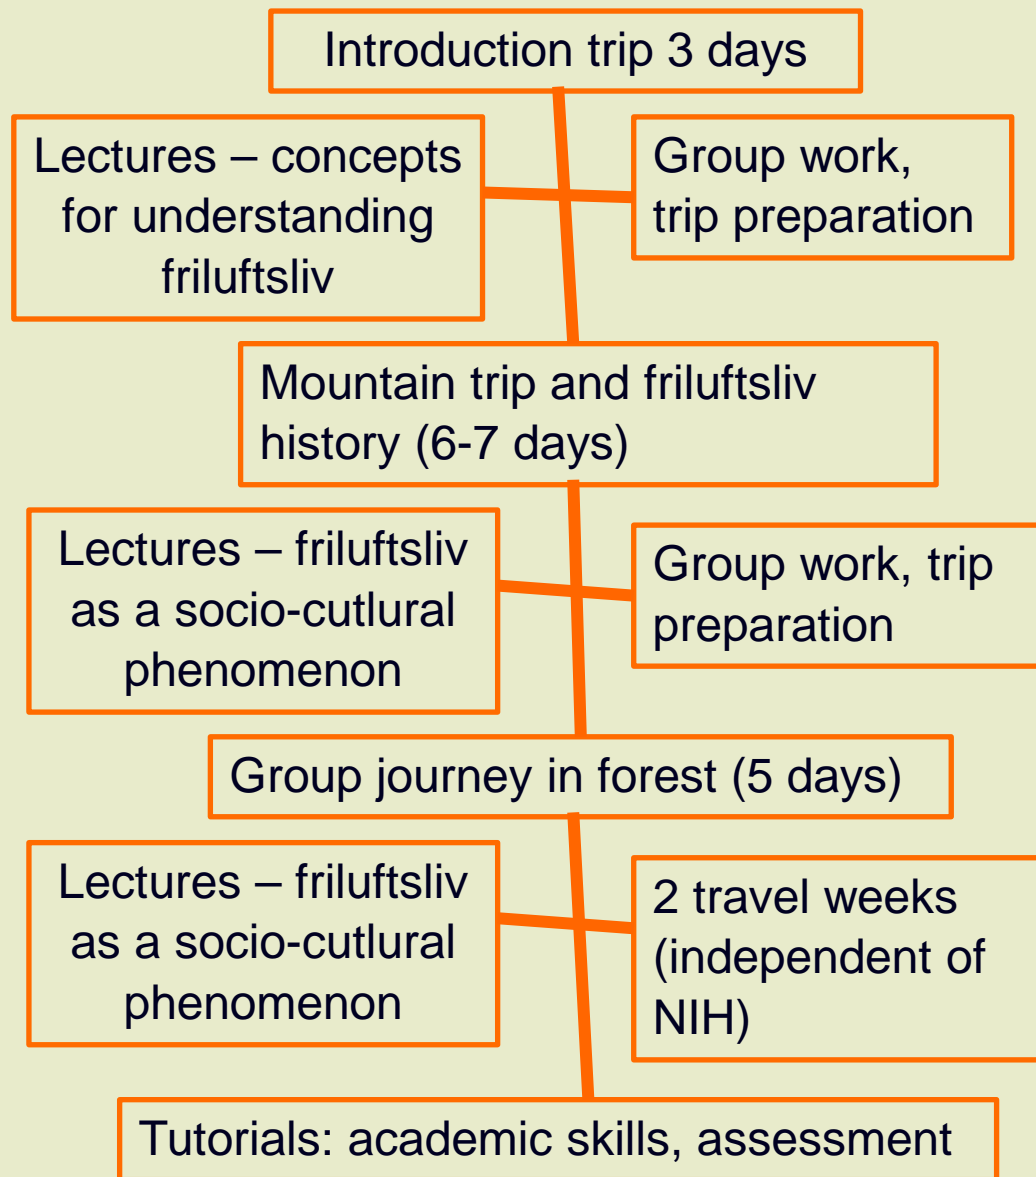 Introduction trip 3 days
Lectures – concepts
for understanding
friluftsliv
Group work,
trip preparation
Mountain trip and friluftsliv
history (6-7 days)
Lectures – friluftsliv
as a socio-cutlural
phenomenon
Group work, trip
preparation
Group journey in forest (5 days)
Lectures – friluftsliv
as a socio-cutlural
phenomenon
2 travel weeks
(independent of
NIH)
Tutorials: academic skills, assessment